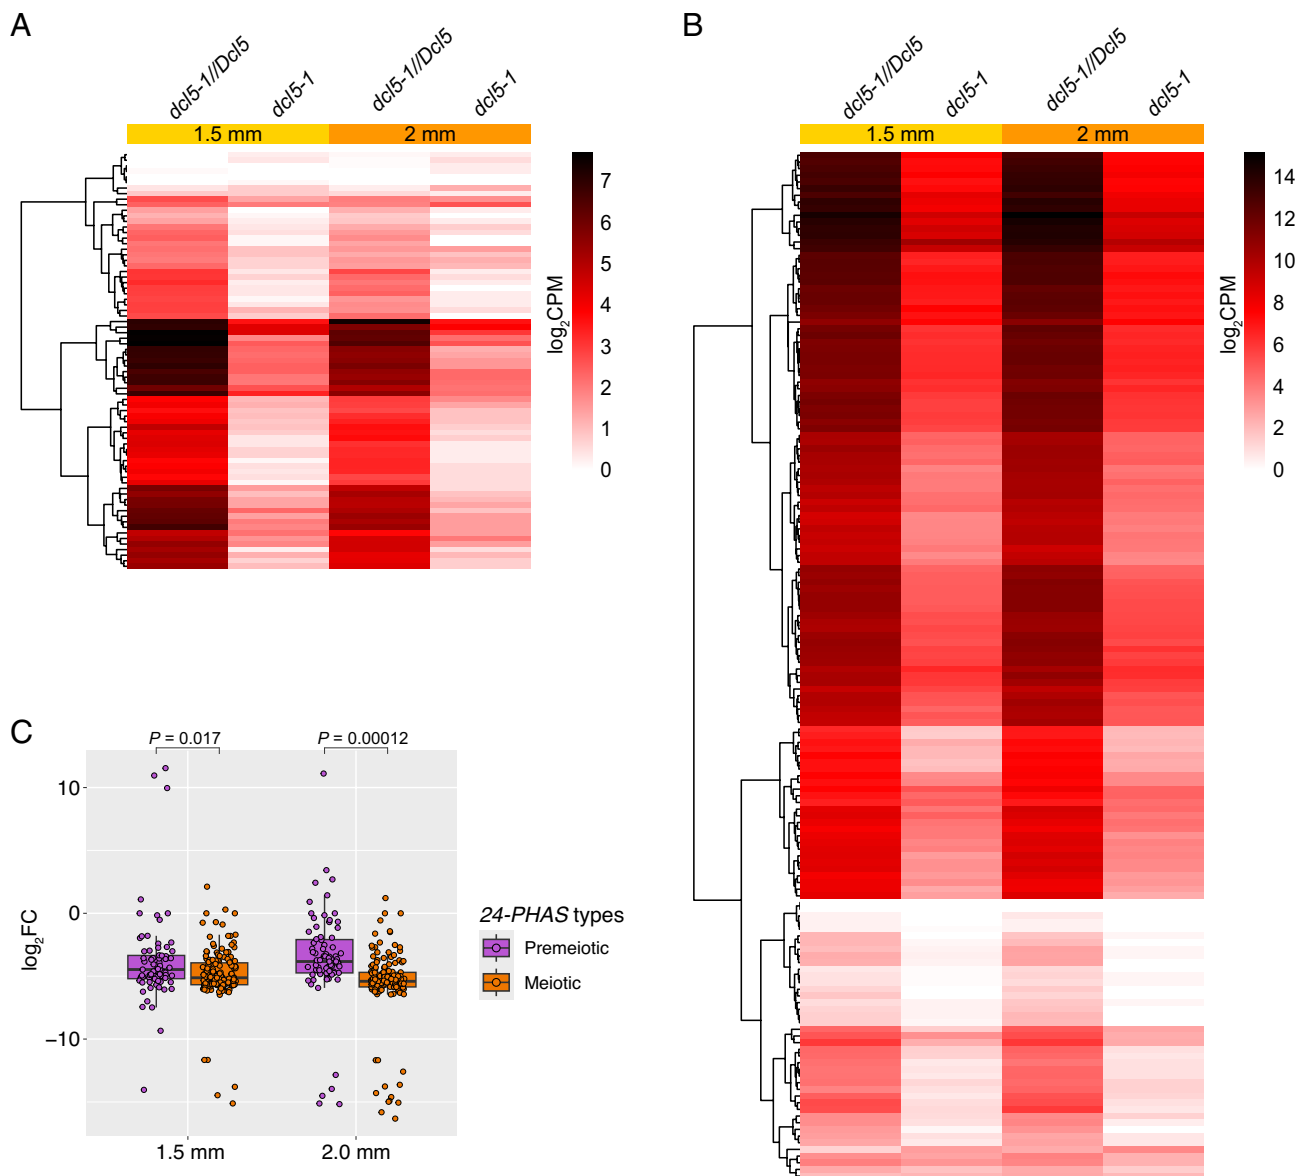 A
dcl5-1//Dcl5
dcl5-1
dcl5-1//Dcl5
dcl5-1
1.5 mm
2 mm
7
6
5
4
3
2
1
0
log₂CPM
B
dcl5-1//Dcl5
dcl5-1
dcl5-1//Dcl5
dcl5-1
1.5 mm
2 mm
14
12
10
8
6
4
2
0
log₂CPM
C
P = 0.017
P = 0.00012
10
0
−10
log₂FC
1.5 mm
2.0 mm
24-PHAS types
Premeiotic
Meiotic